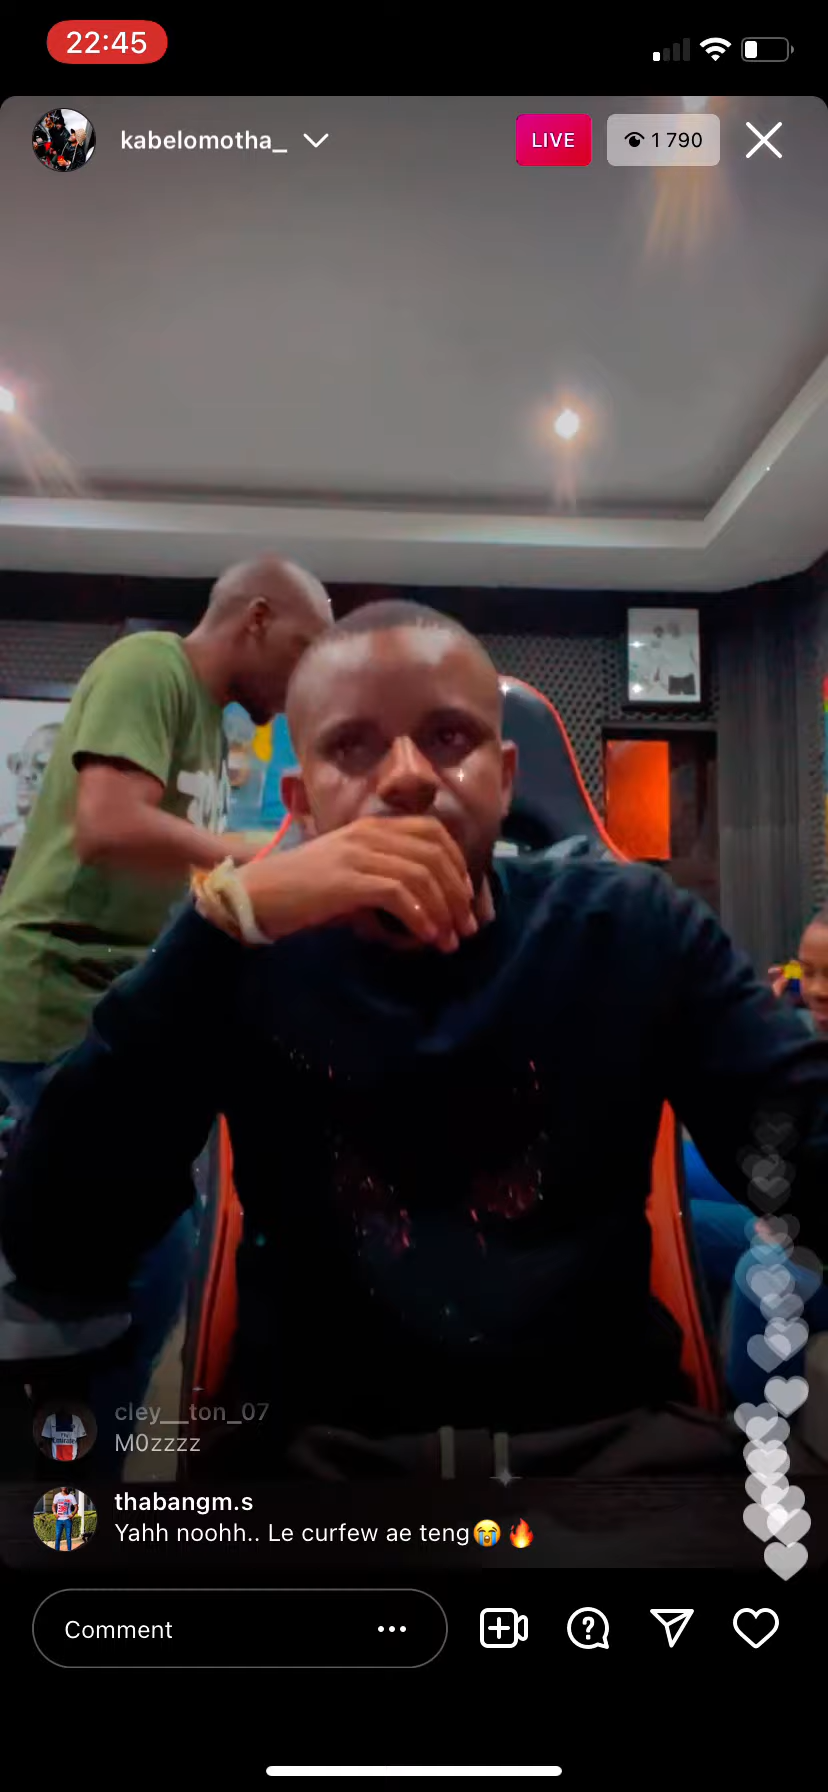 22:45
kabelomotha_
LIVE
1 790
cley__ton_07
M0zzzz
thabangm.s
Yahh noohh.. Le curfew ae teng😭🔥
Comment